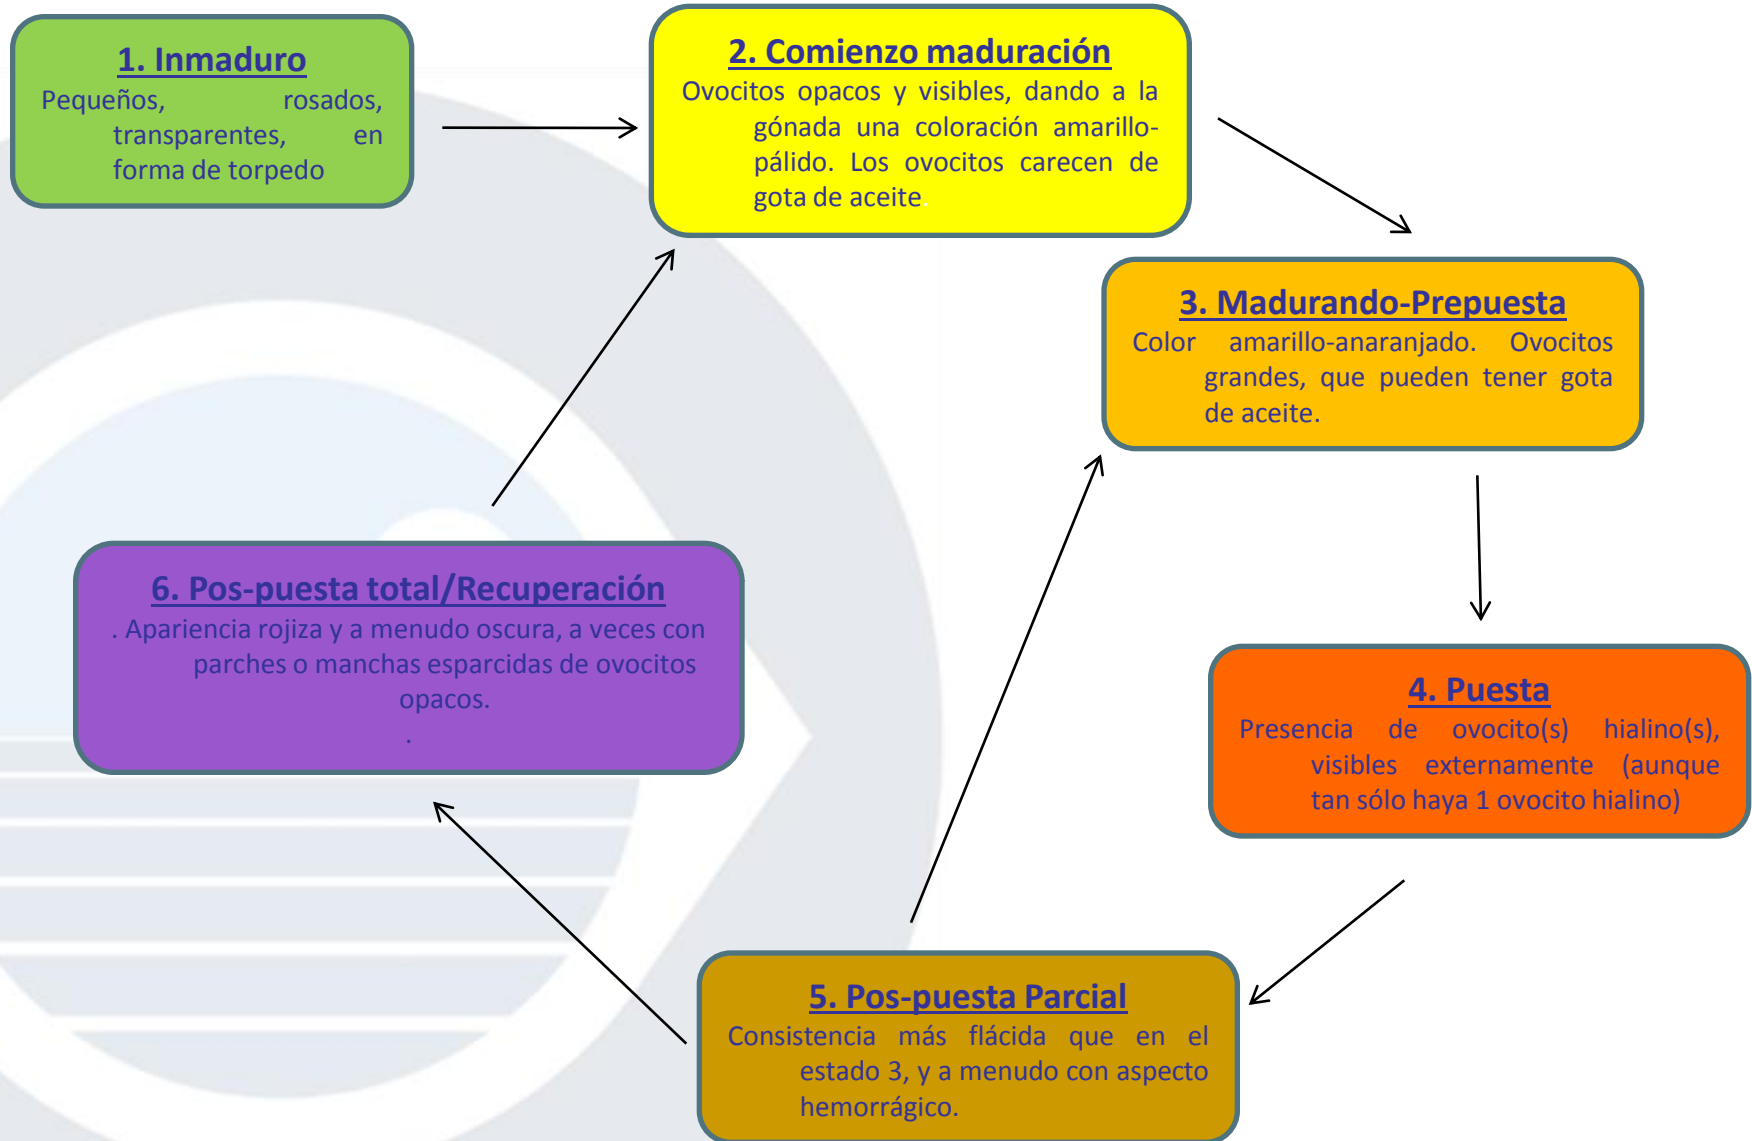 1. Inmaduro
Pequeños, rosados,
transparentes, en
forma de torpedo
2. Comienzo maduración
Ovocitos opacos y visibles, dando a la
gónada una coloración amarillo-
pálido. Los ovocitos carecen de
gota de aceite.
3. Madurando-Prepuesta
Color amarillo-anaranjado. Ovocitos
grandes, que pueden tener gota
de aceite.
4. Puesta
Presencia de ovocito(s) hialino(s),
visibles externamente (aunque
tan sólo haya 1 ovocito hialino)
5. Pos-puesta Parcial
Consistencia más flácida que en el
estado 3, y a menudo con aspecto
hemorrágico.
6. Pos-puesta total/Recuperación
. Apariencia rojiza y a menudo oscura, a veces con
parches o manchas esparcidas de ovocitos
opacos.
.